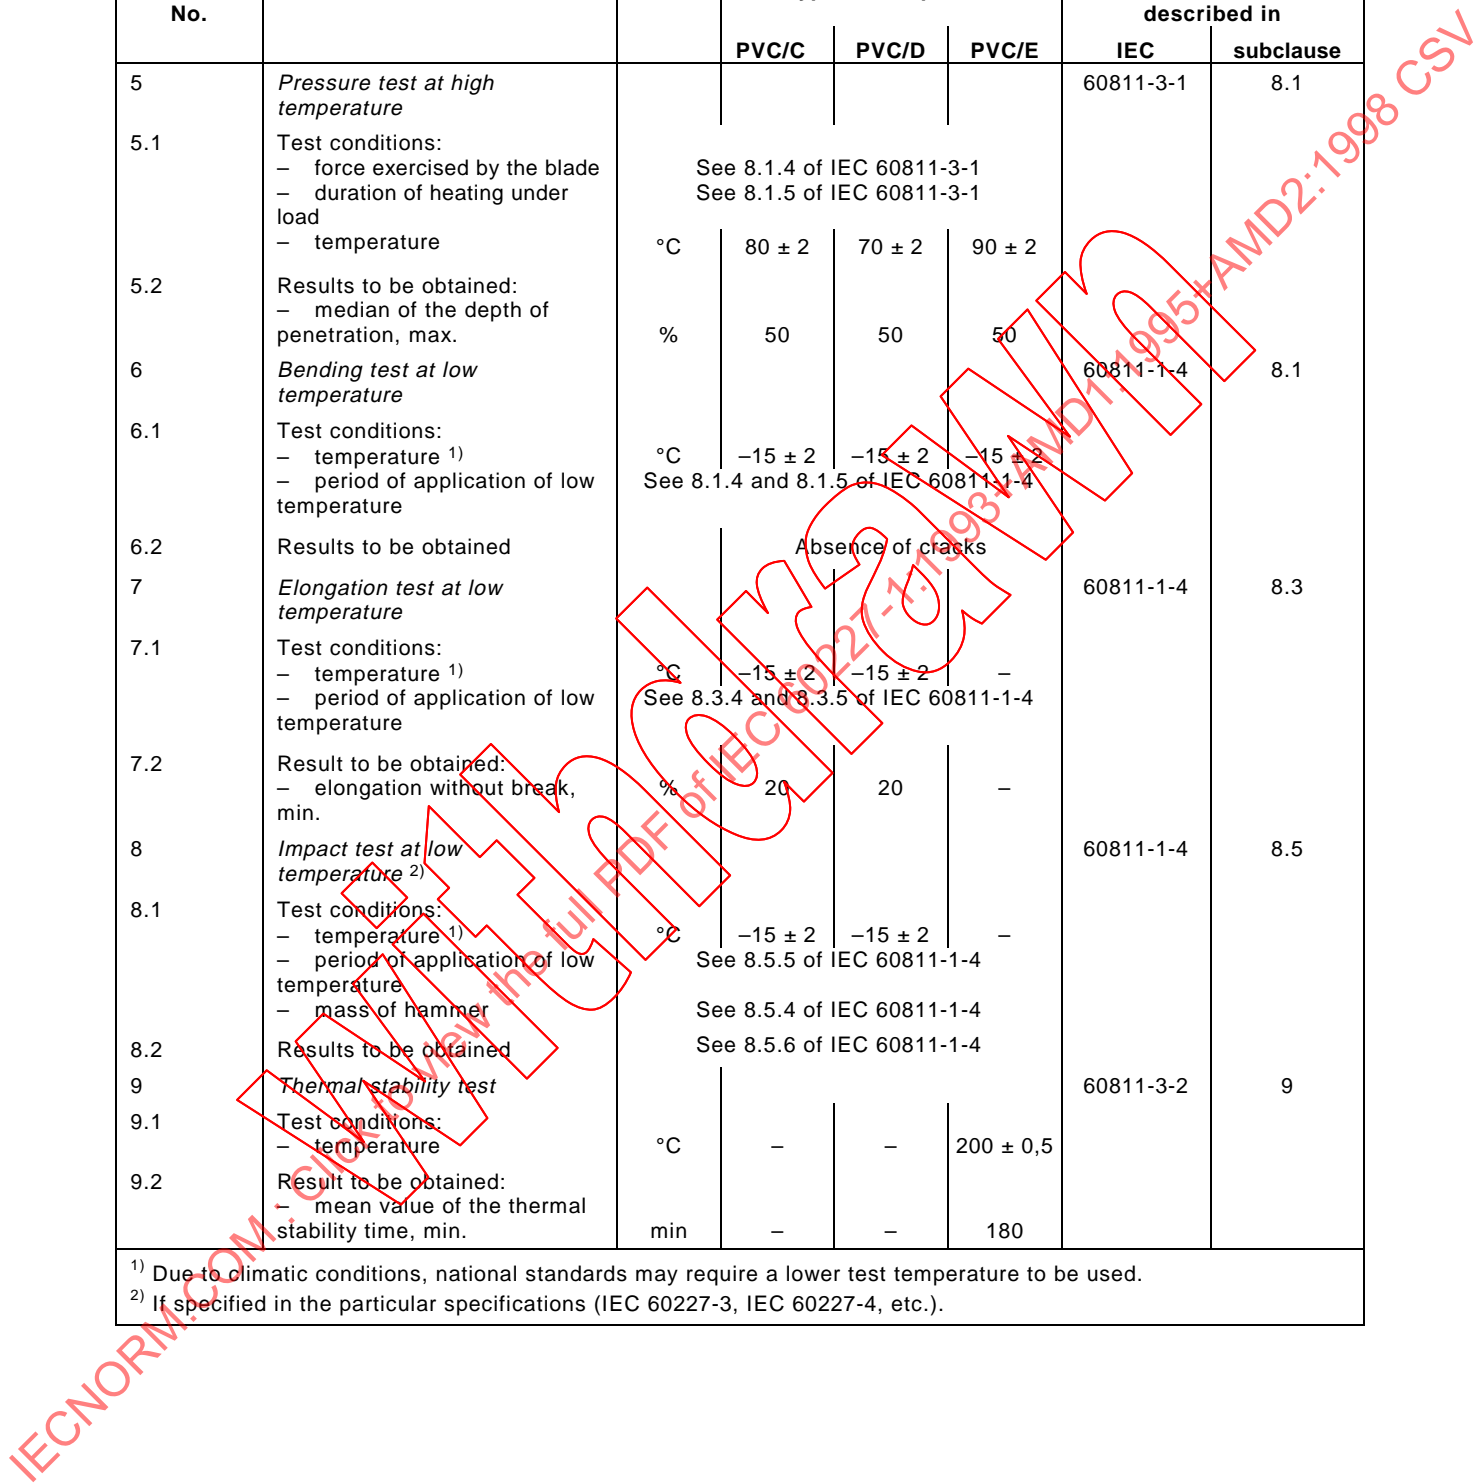 No. described in
PVC/C PVC/D PVC/E IEC subclause
5 Pressure test at high 60811-3-1 8.1
temperature
5.1 Test conditions:
– force exercised by the blade See 8.1.4 of IEC 60811-3-1
– duration of heating under See 8.1.5 of IEC 60811-3-1
load
– temperature °C 80 ± 2 70 ± 2 90 ± 2
5.2 Results to be obtained:
– median of the depth of
penetration, max. % 50 50 50
6 Bending test at low 60811-1-4 8.1
temperature
6.1 Test conditions:
– temperature 1) °C –15 ± 2 –15 ± 2 –15 ± 2
– period of application of low See 8.1.4 and 8.1.5 of IEC 60811-1-4
temperature
6.2 Results to be obtained Absence of cracks
7 Elongation test at low 60811-1-4 8.3
temperature
7.1 Test conditions:
– temperature 1) °C –15 ± 2 –15 ± 2 –
– period of application of low See 8.3.4 and 8.3.5 of IEC 60811-1-4
temperature
7.2 Result to be obtained:
– elongation without break, % 20 20 –
min.
8 Impact test at low 60811-1-4 8.5
temperature 2)
8.1 Test conditions:
– temperature 1) °C –15 ± 2 –15 ± 2 –
– period of application of low See 8.5.5 of IEC 60811-1-4
temperature
– mass of hammer See 8.5.4 of IEC 60811-1-4
8.2 Results to be obtained See 8.5.6 of IEC 60811-1-4
9 Thermal stability test 60811-3-2 9
9.1 Test conditions:
– temperature °C – – 200 ± 0,5
9.2 Result to be obtained:
– mean value of the thermal
stability time, min. min – – 180
1) Due to climatic conditions, national standards may require a lower test temperature to be used.
2) If specified in the particular specifications (IEC 60227-3, IEC 60227-4, etc.).
Withdrawn
IECNORM.COM : Click to view the full PDF of IEC 60227-1:1993+AMD1:1995+AMD2:1998 CSV